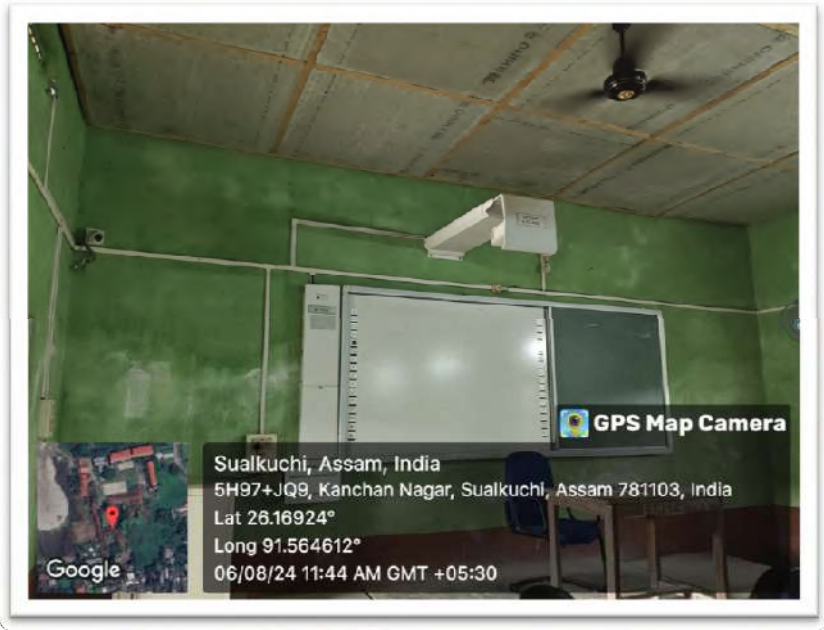 GPS Map Camera
Sualkuchi, Assam, India
5H97+JQ9, Kanchan Nagar, Sualkuchi, Assam 781103, India
Lat 26.16924°
Long 91.564612°
06/08/24 11:44 AM GMT +05:30
Google